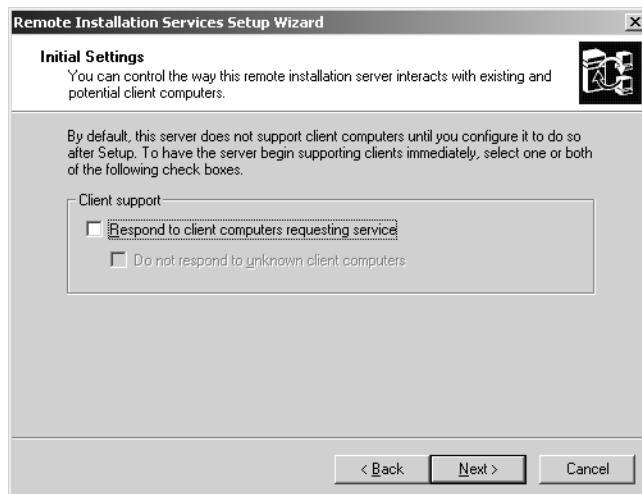 Remote Installation Services Setup Wizard
Initial Settings
You can control the way this remote installation server interacts with existing and
potential client computers.
By default, this server does not support client computers until you configure it to do so
after Setup. To have the server begin supporting clients immediately, select one or both
of the following check boxes.
Client support
Respond to client computers requesting service
Do not respond to unknown client computers
< Back Next > Cancel